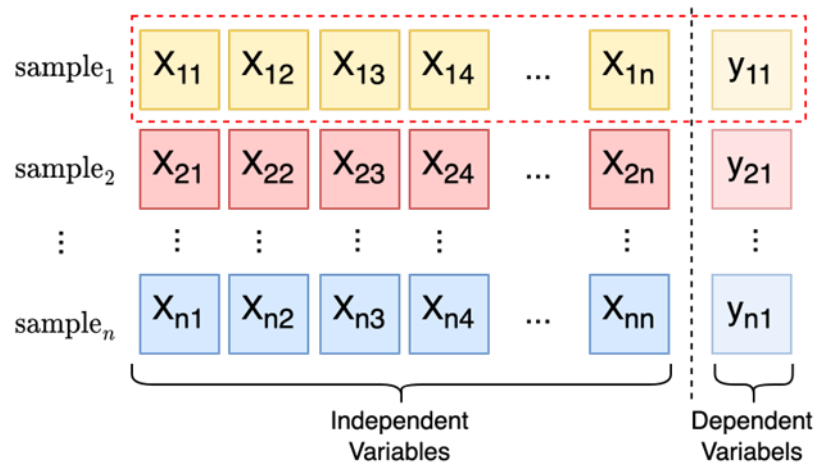 sample₁ X₁₁ X₁₂ X₁₃ X₁₄ ... X₁ₙ y₁₁
sample₂ X₂₁ X₂₂ X₂₃ X₂₄ ... X₂ₙ y₂₁
⋮ ⋮ ⋮ ⋮ ⋮ ⋮ ⋮
sampleₙ Xₙ₁ Xₙ₂ Xₙ₃ Xₙ₄ ... Xₙₙ yₙ₁
Independent
Variables
Dependent
Variabels